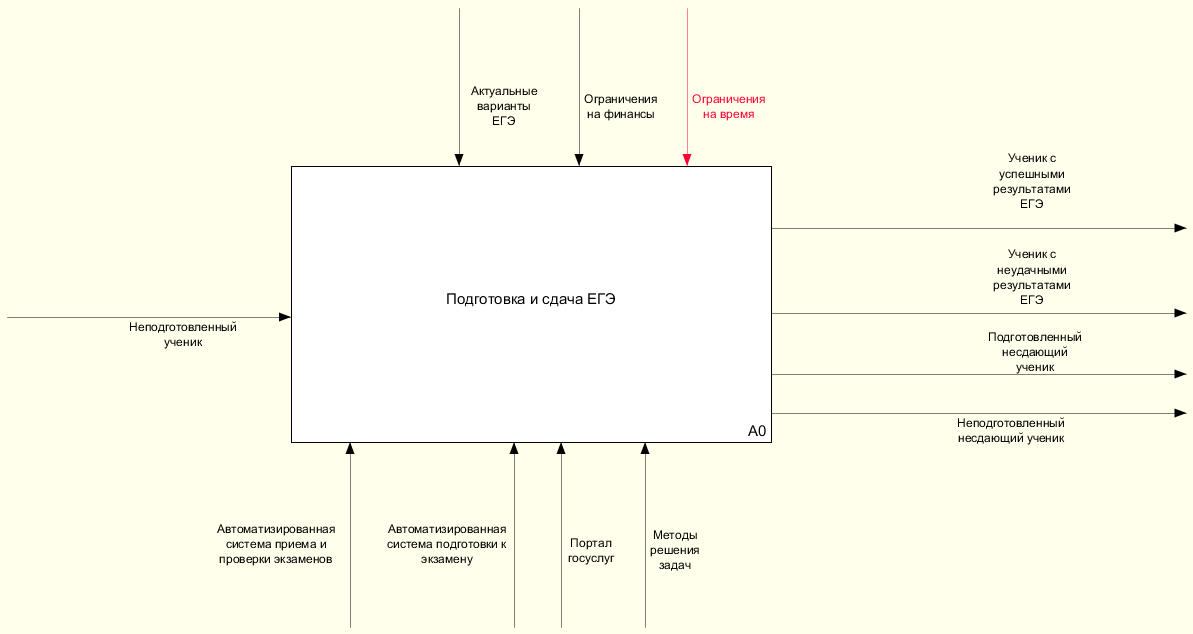 Актуальные
варианты
ЕГЭ
Ограничения
на финансы
Ограничения
на время
Ученик с
успешными
результатами
ЕГЭ
Ученик с
неудачными
результатами
ЕГЭ
Подготовка и сдача ЕГЭ
Неподготовленный
ученик
Подготовленный
несдающий
ученик
Неподготовленный
несдающий ученик
A0
Автоматизированная
система приема и
проверки экзаменов
Автоматизированная
система подготовки к
экзамену
Портал
госуслуг
Методы
решения
задач